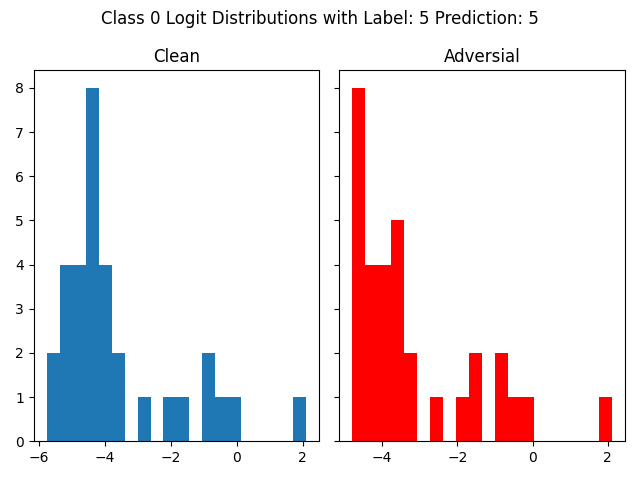 Class 0 Logit Distributions with Label: 5 Prediction: 5
Clean
Adversial
8
7
6
5
4
3
2
1
0
−6 −4 −2 0 2
−4 −2 0 2